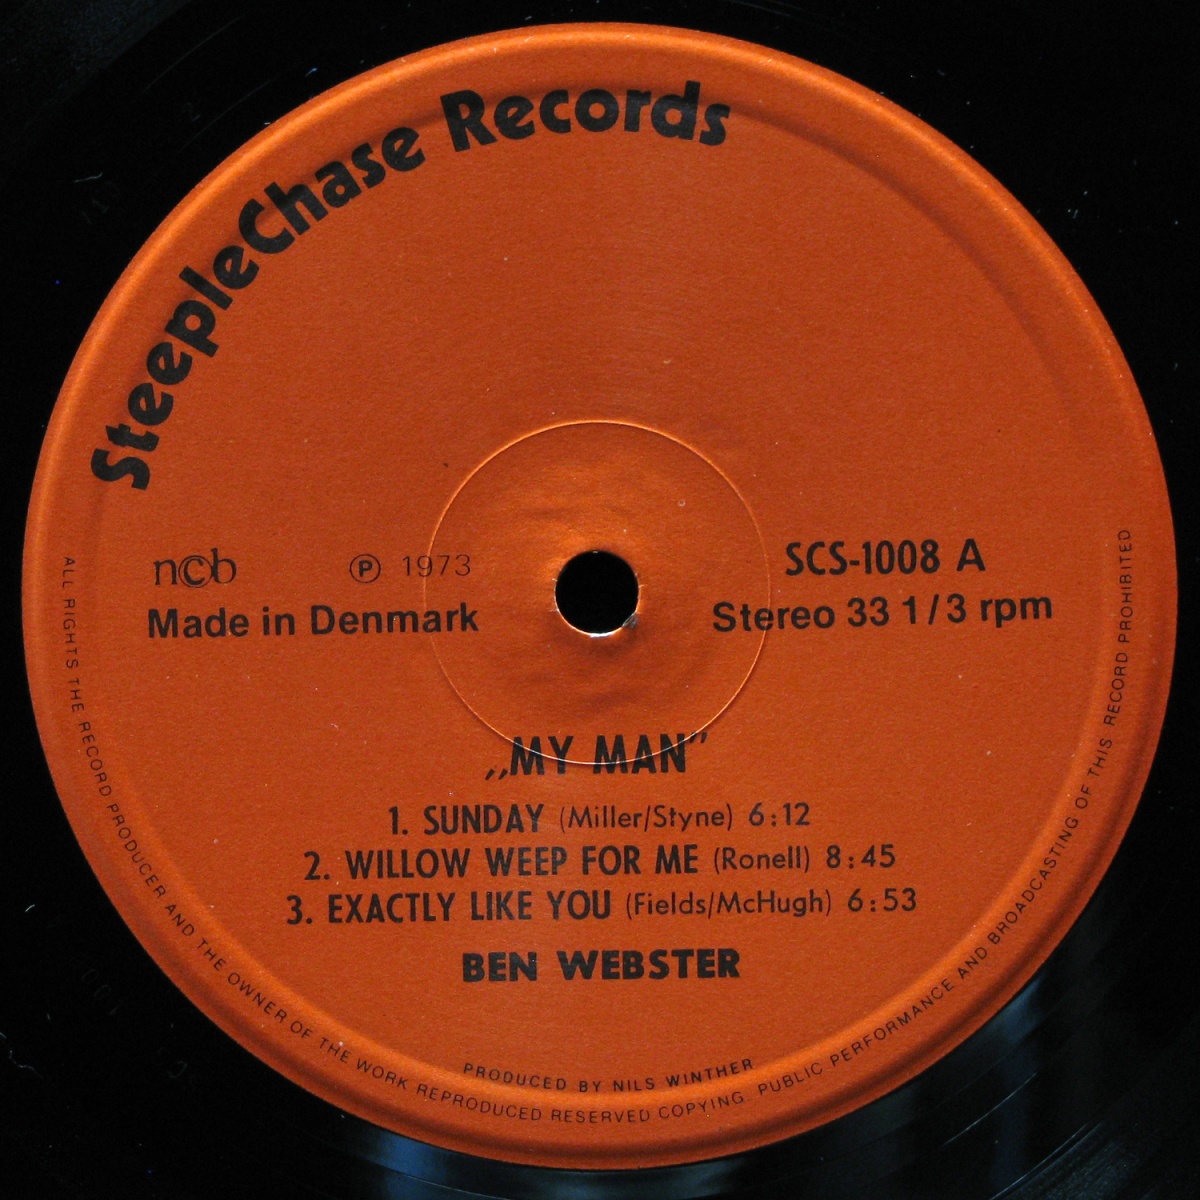 SteepleChase Records
ncb
Ⓟ 1973
SCS-1008 A
Made in Denmark
Stereo 33 1/3 rpm
„MY MAN”
1. SUNDAY (Miller/Styne) 6:12
2. WILLOW WEEP FOR ME (Ronell) 8:45
3. EXACTLY LIKE YOU (Fields/McHugh) 6:53
BEN WEBSTER
PRODUCED BY NILS WINTHER
ALL RIGHTS THE RECORD PRODUCER AND THE OWNER OF THE WORK REPRODUCED RESERVED COPYING. PUBLIC PERFORMANCE AND BROADCASTING OF THIS RECORD PROHIBITED